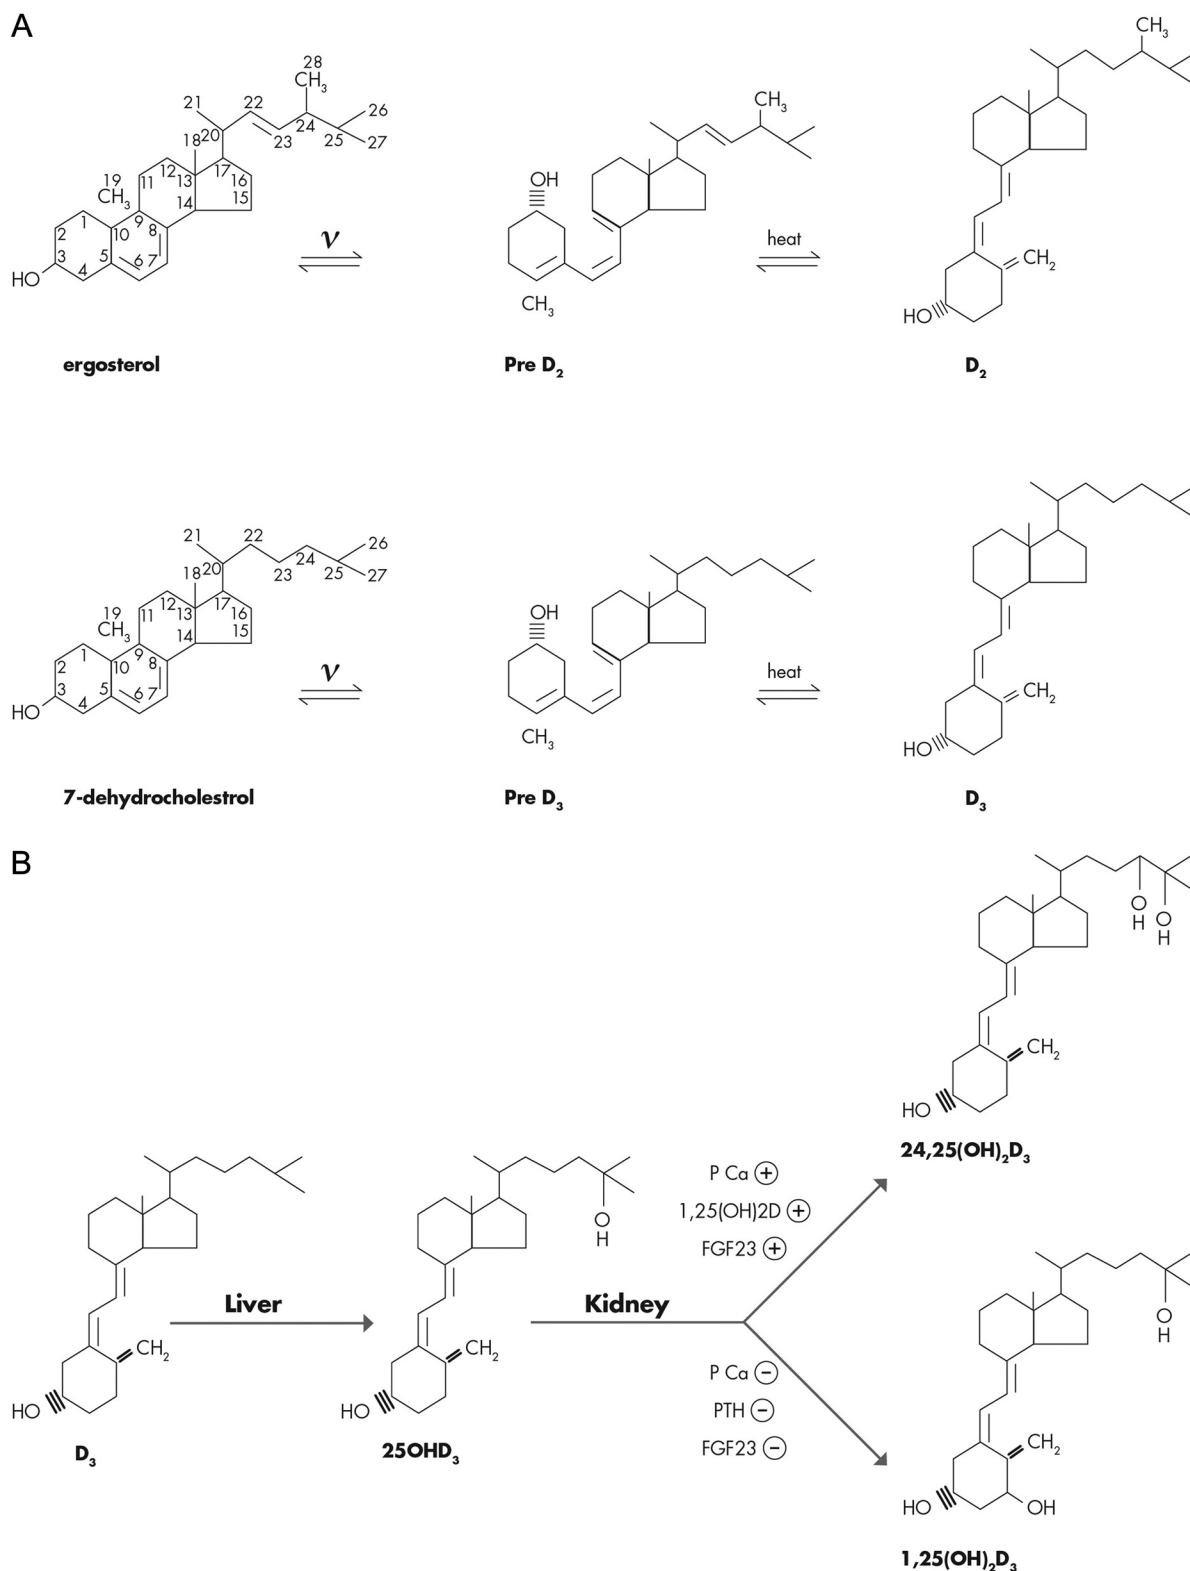 A
28
CH3
21
22
26
20
24
23
25
27
18
12
17
19
11
13
16
CH3
15
14
1
9
2
10
8
3
5
6
7
4
HO
ergosterol
ν
OH
CH3
CH3
Pre D2
heat
CH3
CH2
HO
D2
21
22
26
20
24
23
25
27
18
12
17
19
11
13
16
CH3
15
14
1
9
2
10
8
3
5
6
7
4
HO
7-dehydrocholestrol
ν
OH
CH3
Pre D3
heat
CH2
HO
D3
B
CH2
HO
D3
Liver
OH
CH2
HO
25OHD3
Kidney
P Ca +
1,25(OH)2D +
FGF23 +
P Ca −
PTH −
FGF23 −
O
H
O
H
CH2
HO
24,25(OH)2D3
O
H
CH2
HO
OH
1,25(OH)2D3